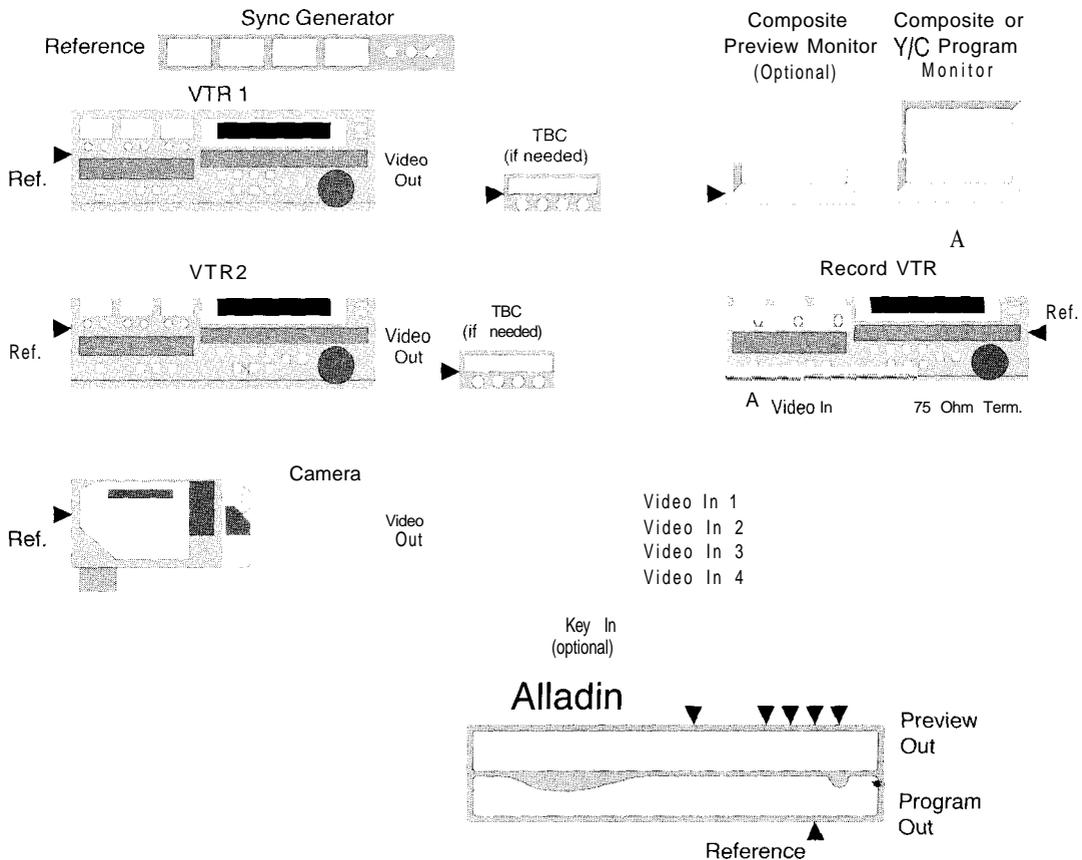 Sync Generator
Reference
Composite
Preview Monitor
(Optional)
Composite or
Y/C Program
Monitor
VTR 1
Ref.
Video
Out
TBC
(if needed)
A
VTR2
Ref.
Video
Out
TBC
(if needed)
Record VTR
Ref.
A Video In
75 Ohm Term.
Camera
Ref.
Video
Out
Video In 1
Video In 2
Video In 3
Video In 4
Key In
(optional)
Alladin
Preview
Out
Program
Out
Reference